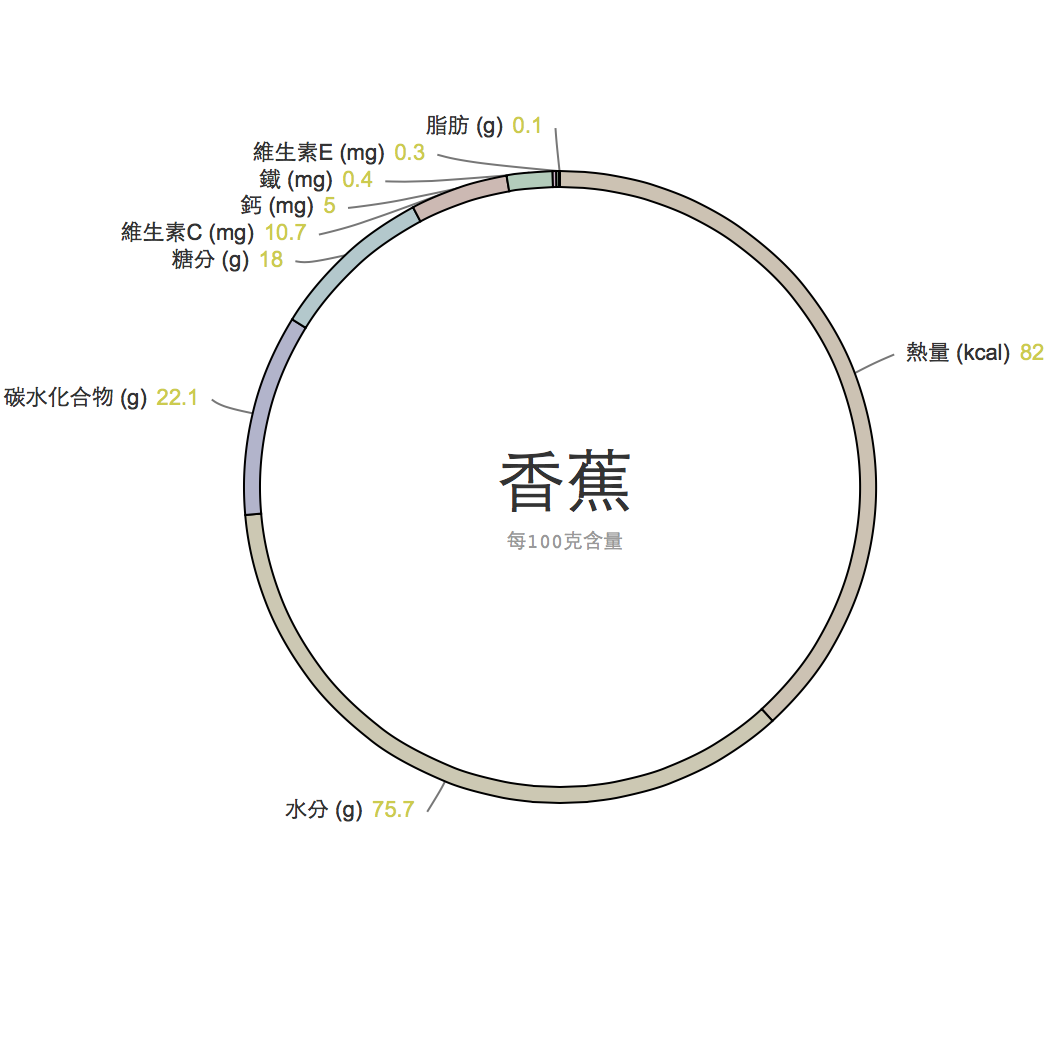 脂肪 (g) 0.1
維生素E (mg) 0.3
鐵 (mg) 0.4
鈣 (mg) 5
維生素C (mg) 10.7
糖分 (g) 18
熱量 (kcal) 82
碳水化合物 (g) 22.1
香蕉
每100克含量
水分 (g) 75.7